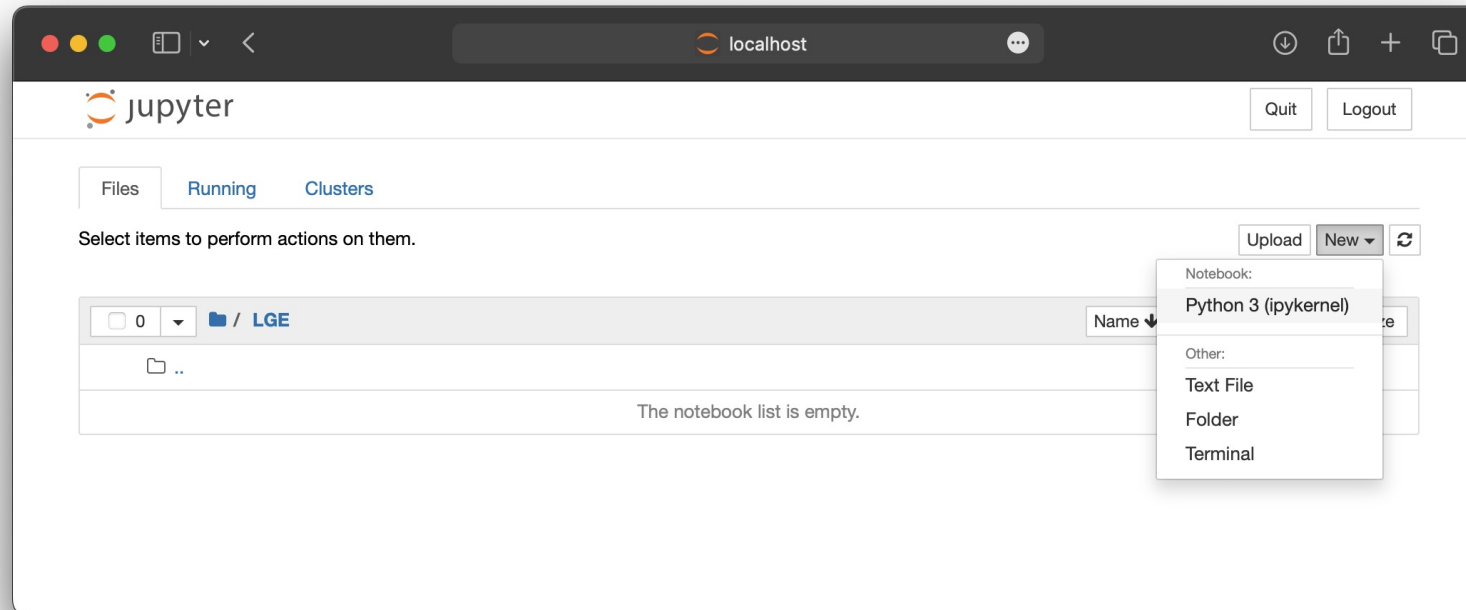 localhost
jupyter
Quit Logout
Files Running Clusters
Select items to perform actions on them.
Upload New
Notebook:
Python 3 (ipykernel)
0 / LGE Name
Other:
..
Text File
The notebook list is empty.
Folder
Terminal